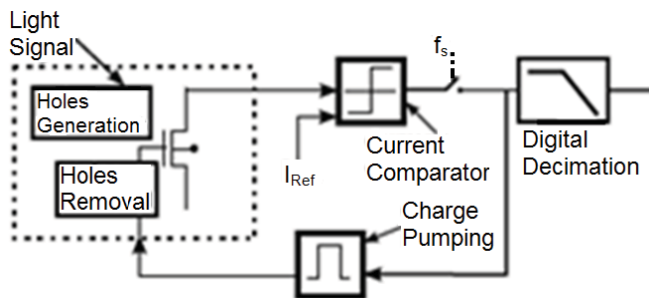 Light
Signal
Holes
Generation
Holes
Removal
I_Ref
f_s
Current
Comparator
Digital
Decimation
Charge
Pumping